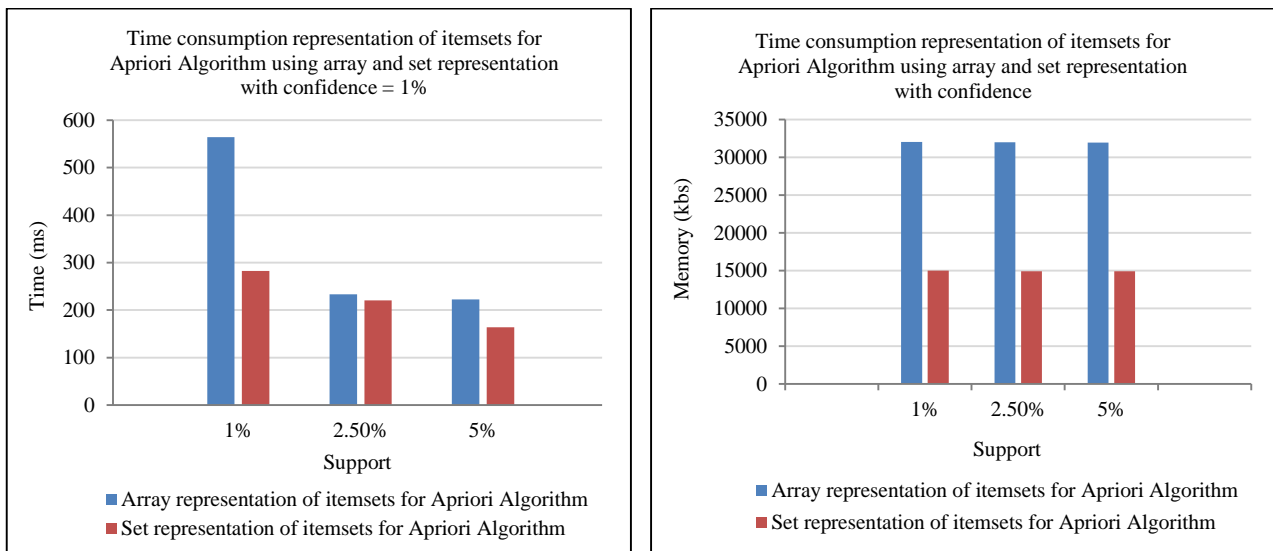 Time consumption representation of itemsets for
Apriori Algorithm using array and set representation
with confidence = 1%
600
500
400
300
200
100
0
Time (ms)
1% 2.50% 5%
Support
Array representation of itemsets for Apriori Algorithm
Set representation of itemsets for Apriori Algorithm
Time consumption representation of itemsets for
Apriori Algorithm using array and set representation
with confidence
35000
30000
25000
20000
15000
10000
5000
0
Memory (kbs)
1% 2.50% 5%
Support
Array representation of itemsets for Apriori Algorithm
Set representation of itemsets for Apriori Algorithm